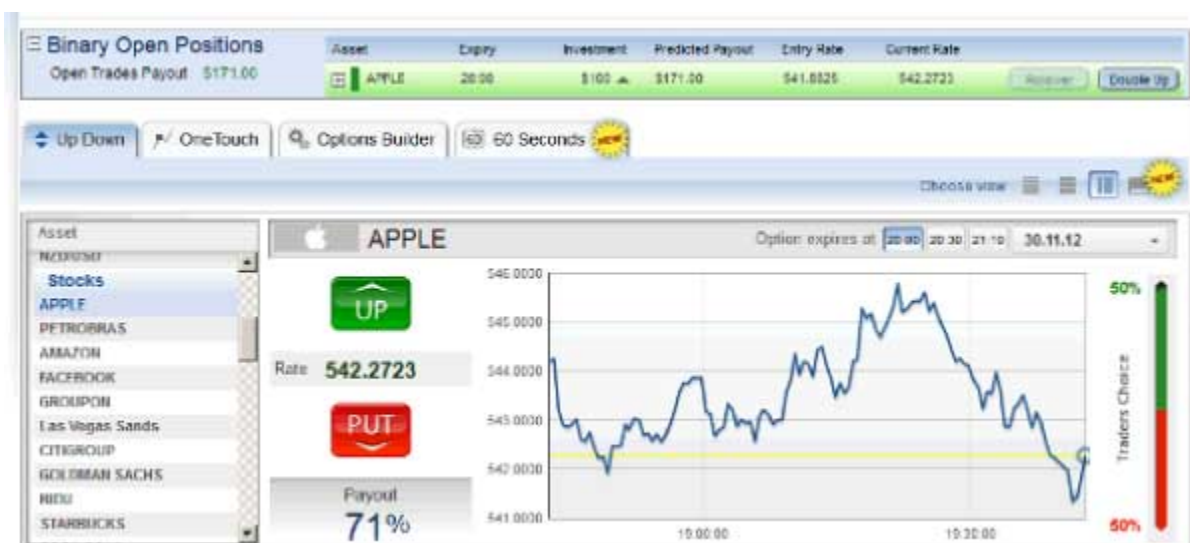 Binary Open Positions
Open Trades Payout $171.00
Asset Expiry Investment Predicted Payout Entry Rate Current Rate
APPLE 20:00 $100 $171.00 542.2723 Rollover Double Up
Up Down OneTouch Options Builder 60 Seconds NEW
Choose view NEW
Asset
NZD/USD
Stocks
APPLE
PETROBRAS
AMAZON
FACEBOOK
GROUPON
Las Vegas Sands
CITIGROUP
GOLDMAN SACHS
BIDU
STARBUCKS
APPLE
Option expires at 20:00 20:30 21:10 30.11.12
UP
Rate 542.2723
PUT
Payout
71%
546.0000
545.0000
544.0000
543.0000
542.0000
541.0000
19:00:00 19:30:00
50%
Traders Choice
50%